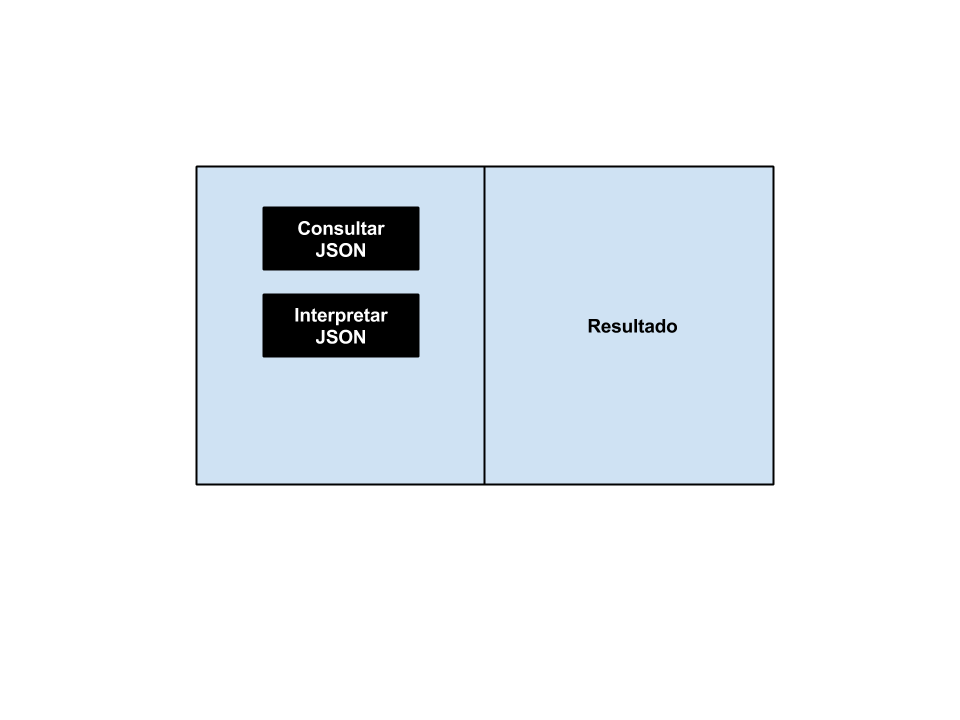 Consultar
JSON
Interpretar
JSON
Resultado